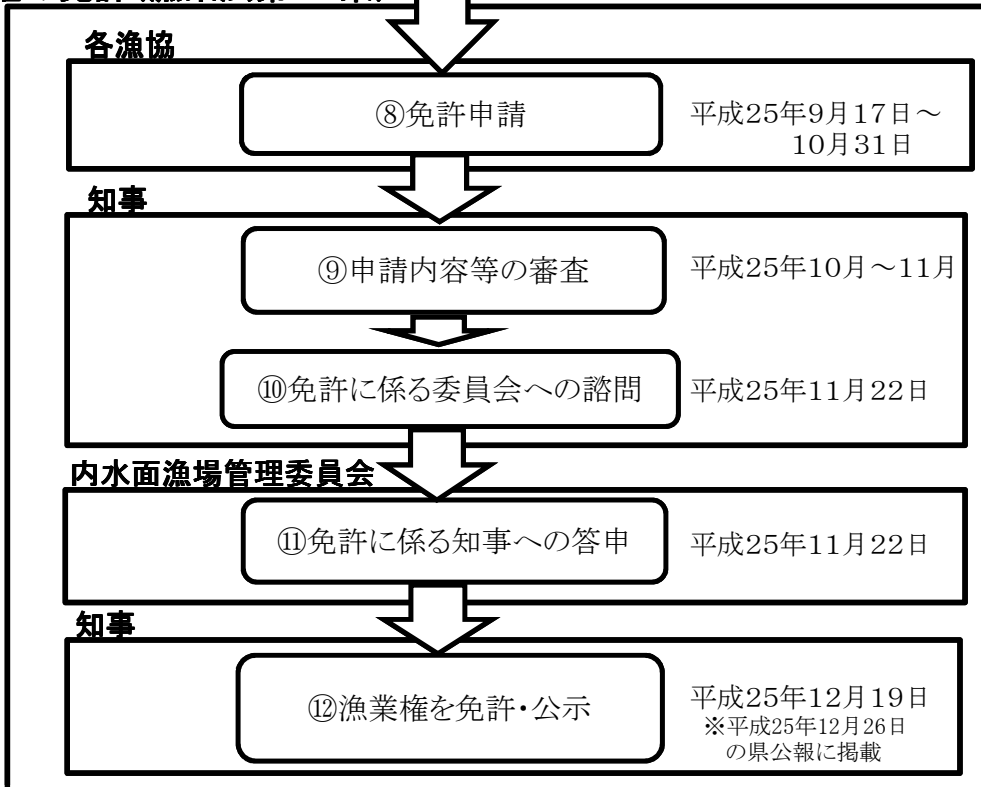 各漁協
⑧免許申請
平成25年9月17日～
10月31日
知事
⑨申請内容等の審査
平成25年10月～11月
⑩免許に係る委員会への諮問
平成25年11月22日
内水面漁場管理委員会
⑪免許に係る知事への答申
平成25年11月22日
知事
⑫漁業権を免許・公示
平成25年12月19日
※平成25年12月26日
の県公報に掲載